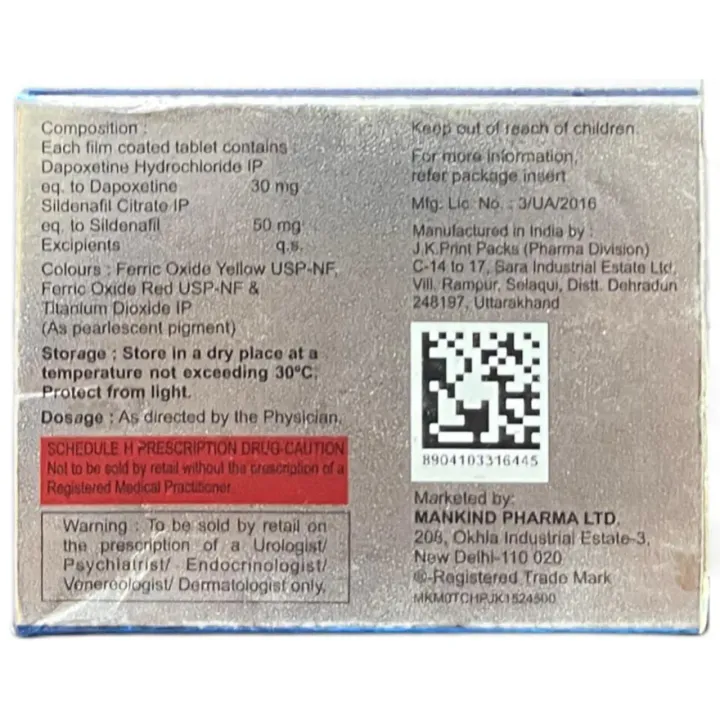 Composition :
Each film coated tablet contains :
Dapoxetine Hydrochloride IP
eq. to Dapoxetine 30 mg
Sildenafil Citrate IP
eq. to Sildenafil 50 mg
Excipients q.s.
Colours : Ferric Oxide Yellow USP-NF,
Ferric Oxide Red USP-NF &
Titanium Dioxide IP
(As pearlescent pigment)
Storage : Store in a dry place at a
temperature not exceeding 30°C.
Protect from light.
Dosage : As directed by the Physician.
SCHEDULE H PRESCRIPTION DRUG-CAUTION
Not to be sold by retail without the prescription of a
Registered Medical Practitioner.
Warning : To be sold by retail on
the prescription of a Urologist/
Psychiatrist/ Endocrinologist/
Venereologist/ Dermatologist only.
Keep out of reach of children.
For more information,
refer package insert
Mfg. Lic. No. : 3/UA/2016
Manufactured in India by :
J.K.Print Packs (Pharma Division)
C-14 to 17, Sara Industrial Estate Ltd,
Vill. Rampur, Selaqui, Distt. Dehradun
248197, Uttarakhand
8904103316445
Marketed by:
MANKIND PHARMA LTD.
208, Okhla Industrial Estate-3,
New Delhi-110 020
®-Registered Trade Mark
MKM0TCHPJK1524500